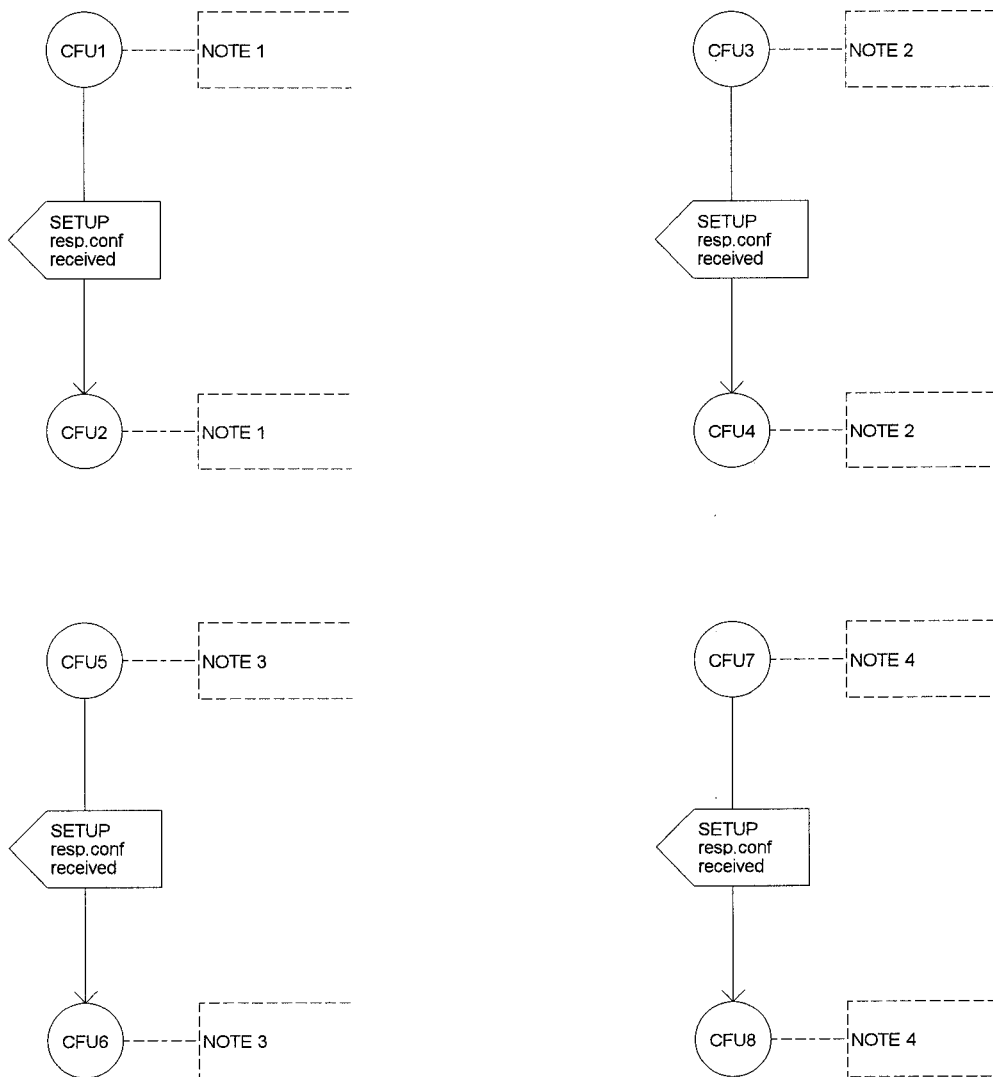 CFU1
NOTE 1
CFU3
NOTE 2
SETUP
resp.conf
received
SETUP
resp.conf
received
CFU2
NOTE 1
CFU4
NOTE 2
CFU5
NOTE 3
CFU7
NOTE 4
SETUP
resp.conf
received
SETUP
resp.conf
received
CFU6
NOTE 3
CFU8
NOTE 4